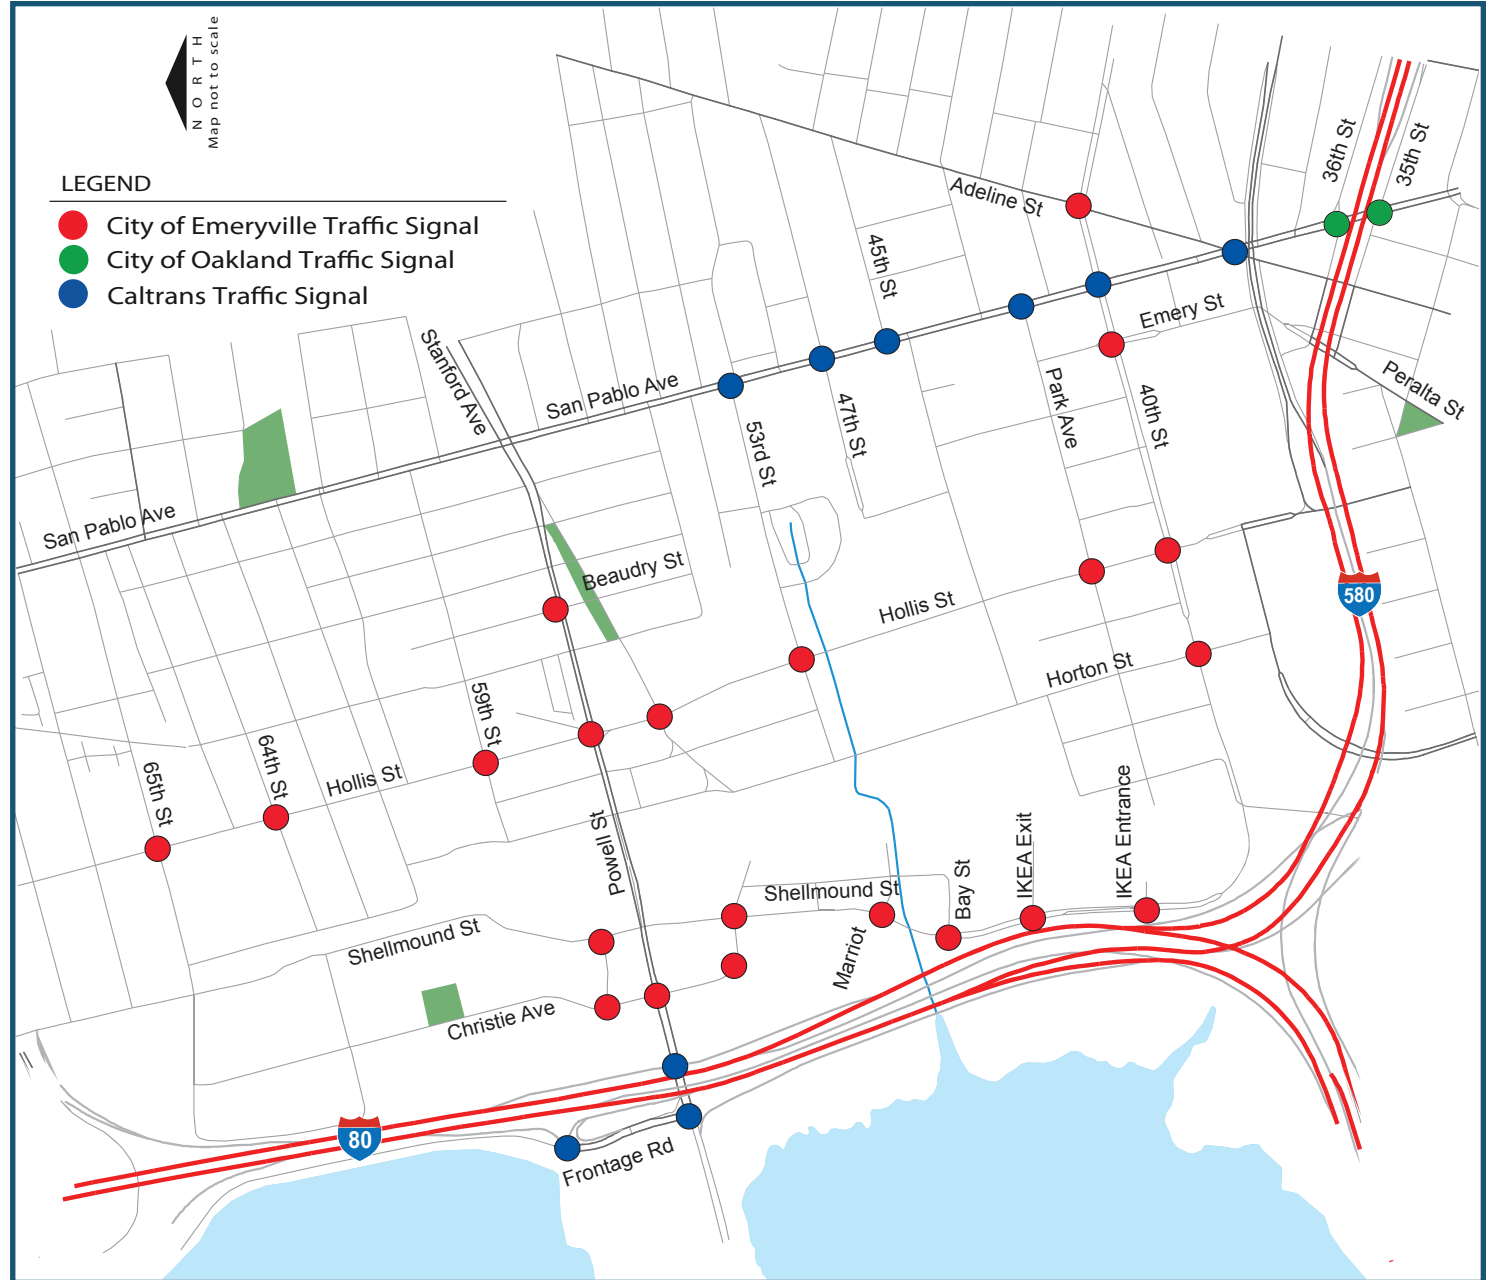 NORTH
Map not to scale
LEGEND
City of Emeryville Traffic Signal
City of Oakland Traffic Signal
Caltrans Traffic Signal
36th St
35th St
Adeline St
45th St
Emery St
Stanford Ave
San Pablo Ave
Peralta St
Park Ave
40th St
47th St
53rd St
San Pablo Ave
Beaudry St
580
Hollis St
Horton St
59th St
64th St
65th St
Hollis St
Powell St
IKEA Entrance
IKEA Exit
Bay St
Shellmound St
Shellmound St
Marriot
Christie Ave
80
Frontage Rd